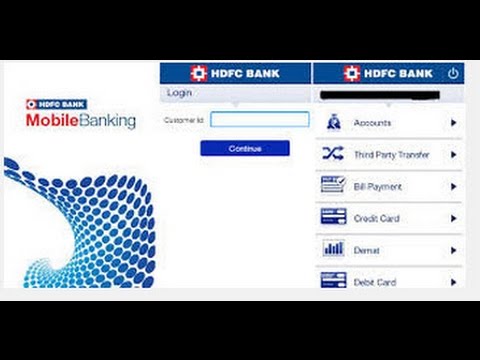 HDFC BANK
MobileBanking
HDFC BANK
Login
Customer Id:
Continue
HDFC BANK
Accounts
Third Party Transfer
Bill Payment
Credit Card
Demat
Debit Card